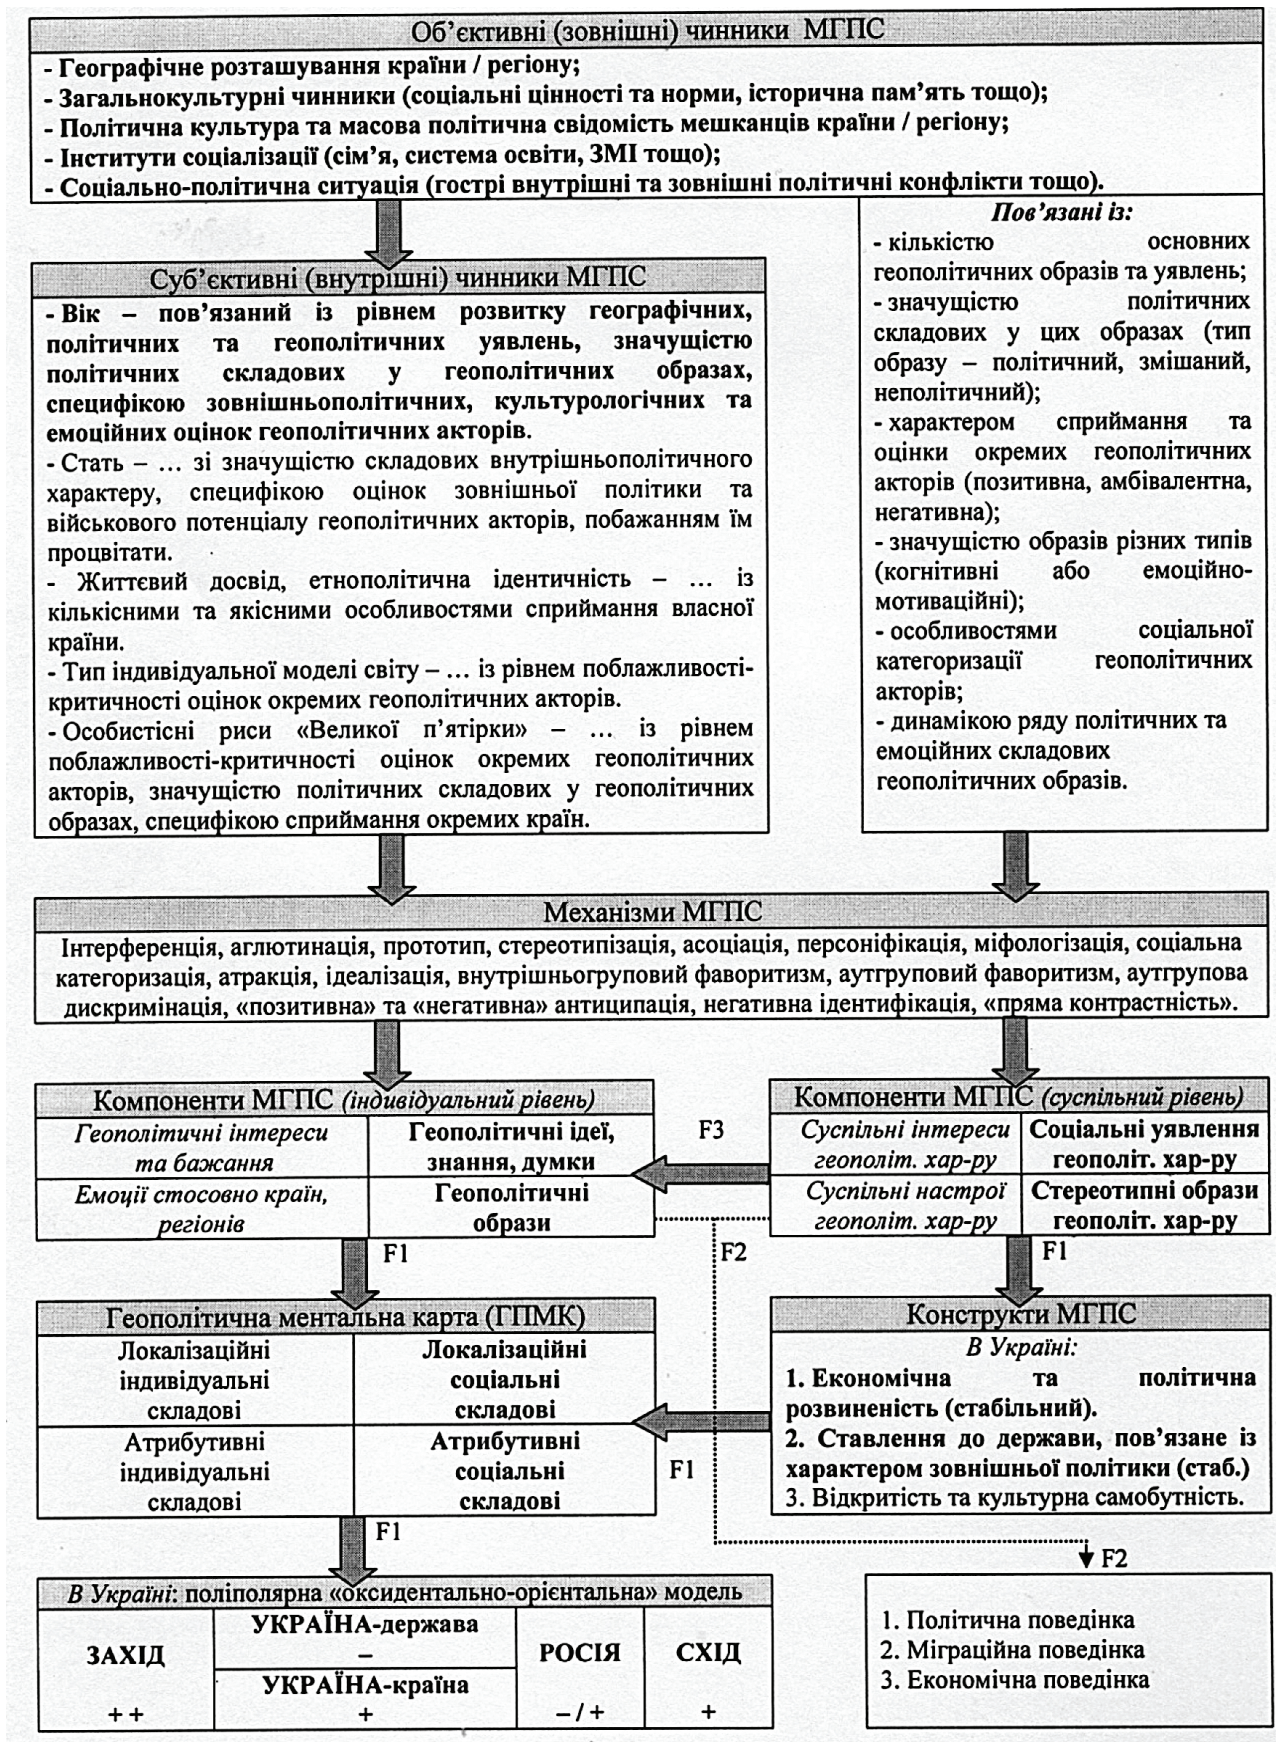 Об’єктивні (зовнішні) чинники МГПС
- Географічне розташування країни / регіону;
- Загальнокультурні чинники (соціальні цінності та норми, історична пам’ять тощо);
- Політична культура та масова політична свідомість мешканців країни / регіону;
- Інститути соціалізації (сім’я, система освіти, ЗМІ тощо);
- Соціально-політична ситуація (гострі внутрішні та зовнішні політичні конфлікти тощо).
Суб’єктивні (внутрішні) чинники МГПС
- Вік – пов’язаний із рівнем розвитку географічних,
політичних та геополітичних уявлень, значущістю
політичних складових у геополітичних образах,
специфікою зовнішньополітичних, культурологічних та
емоційних оцінок геополітичних акторів.
- Стать – … зі значущістю складових внутрішньополітичного
характеру, специфікою оцінок зовнішньої політики та
військового потенціалу геополітичних акторів, побажанням їм
процвітати.
- Життєвий досвід, етнополітична ідентичність – … із
кількісними та якісними особливостями сприймання власної
країни.
- Тип індивідуальної моделі світу – … із рівнем поблажливості-
критичності оцінок окремих геополітичних акторів.
- Особистісні риси «Великої п’ятірки» – … із рівнем
поблажливості-критичності оцінок окремих геополітичних
акторів, значущістю політичних складових у геополітичних
образах, специфікою сприймання окремих країн.
Пов’язані із:
- кількістю основних
геополітичних образів та уявлень;
- значущістю політичних
складових у цих образах (тип
образу – політичний, змішаний,
неполітичний);
- характером сприймання та
оцінки окремих геополітичних
акторів (позитивна, амбівалентна,
негативна);
- значущістю образів різних типів
(когнітивні або емоційно-
мотиваційні);
- особливостями соціальної
категоризації геополітичних
акторів;
- динамікою ряду політичних та
емоційних складових
геополітичних образів.
Механізми МГПС
Інтерференція, аглютинація, прототип, стереотипізація, асоціація, персоніфікація, міфологізація, соціальна
категоризація, атракція, ідеалізація, внутрішньогруповий фаворитизм, аутгруповий фаворитизм, аутгрупова
дискримінація, «позитивна» та «негативна» антиципація, негативна ідентифікація, «пряма контрастність».
Компоненти МГПС (індивідуальний рівень)
Геополітичні інтереси
та бажання
Геополітичні ідеї,
знання, думки
Емоції стосовно країн,
регіонів
Геополітичні
образи
F3
Компоненти МГПС (суспільний рівень)
Суспільні інтереси
геополіт. хар-ру
Соціальні уявлення
геополіт. хар-ру
Суспільні настрої
геополіт. хар-ру
Стереотипні образи
геополіт. хар-ру
F1
F2
F1
Геополітична ментальна карта (ГПМК)
Локалізаційні
індивідуальні
складові
Локалізаційні
соціальні
складові
Атрибутивні
індивідуальні
складові
Атрибутивні
соціальні
складові
F1
Конструкти МГПС
В Україні:
1. Економічна та політична
розвиненість (стабільний).
2. Ставлення до держави, пов’язане із
характером зовнішньої політики (стаб.)
3. Відкритість та культурна самобутність.
F1
F2
В Україні: поліполярна «оксидентально-орієнтальна» модель
ЗАХІД
+ +
УКРАЇНА-держава
–
УКРАЇНА-країна
+
РОСІЯ
– / +
СХІД
+
1. Політична поведінка
2. Міграційна поведінка
3. Економічна поведінка